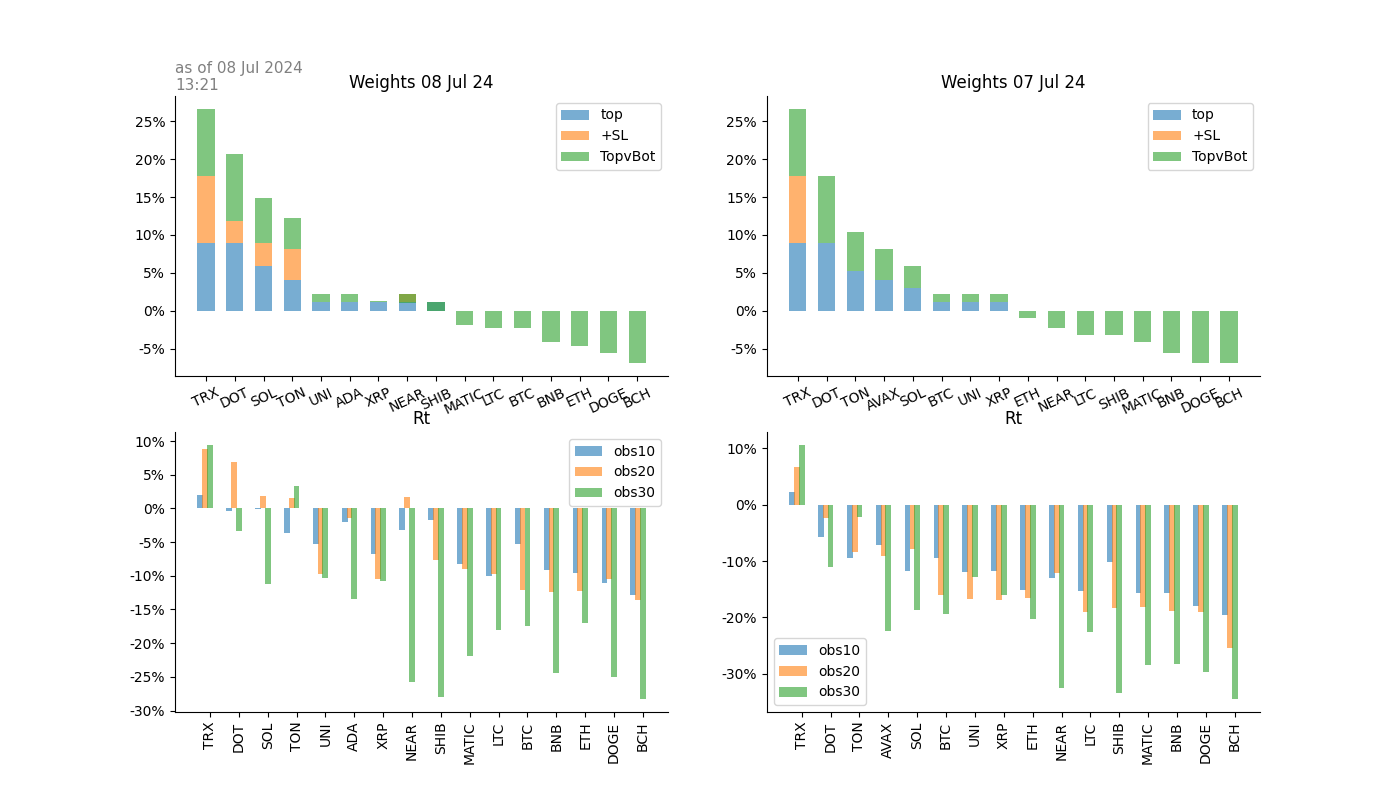 as of 08 Jul 2024
13:21
Weights 08 Jul 24
25%
20%
15%
10%
5%
0%
-5%
top
+SL
TopvBot
TRX DOT SOL TON UNI ADA XRP NEAR SHIB MATIC LTC BTC BNB ETH DOGE BCH
Weights 07 Jul 24
25%
20%
15%
10%
5%
0%
-5%
top
+SL
TopvBot
TRX DOT TON AVAX SOL BTC UNI XRP ETH NEAR LTC SHIB MATIC BNB DOGE BCH
Rt
10%
5%
0%
-5%
-10%
-15%
-20%
-25%
-30%
obs10
obs20
obs30
TRX DOT SOL TON UNI ADA XRP NEAR SHIB MATIC LTC BTC BNB ETH DOGE BCH
Rt
10%
0%
-10%
-20%
-30%
obs10
obs20
obs30
TRX DOT TON AVAX SOL BTC UNI XRP ETH NEAR LTC SHIB MATIC BNB DOGE BCH